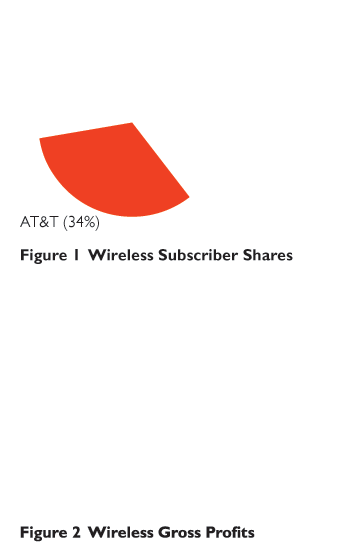 AT&T (34%)
Figure 1 Wireless Subscriber Shares
Figure 2 Wireless Gross Profits